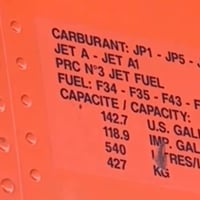 CARBURANT: JP1 - JP5 -
JET A - JET A1
PRC N°3 JET FUEL
FUEL: F34 - F35 - F43 -
CAPACITE / CAPACITY:
142.7 U.S. GAL
118.9 IMP. GAL
540 LITRES/
427 KG